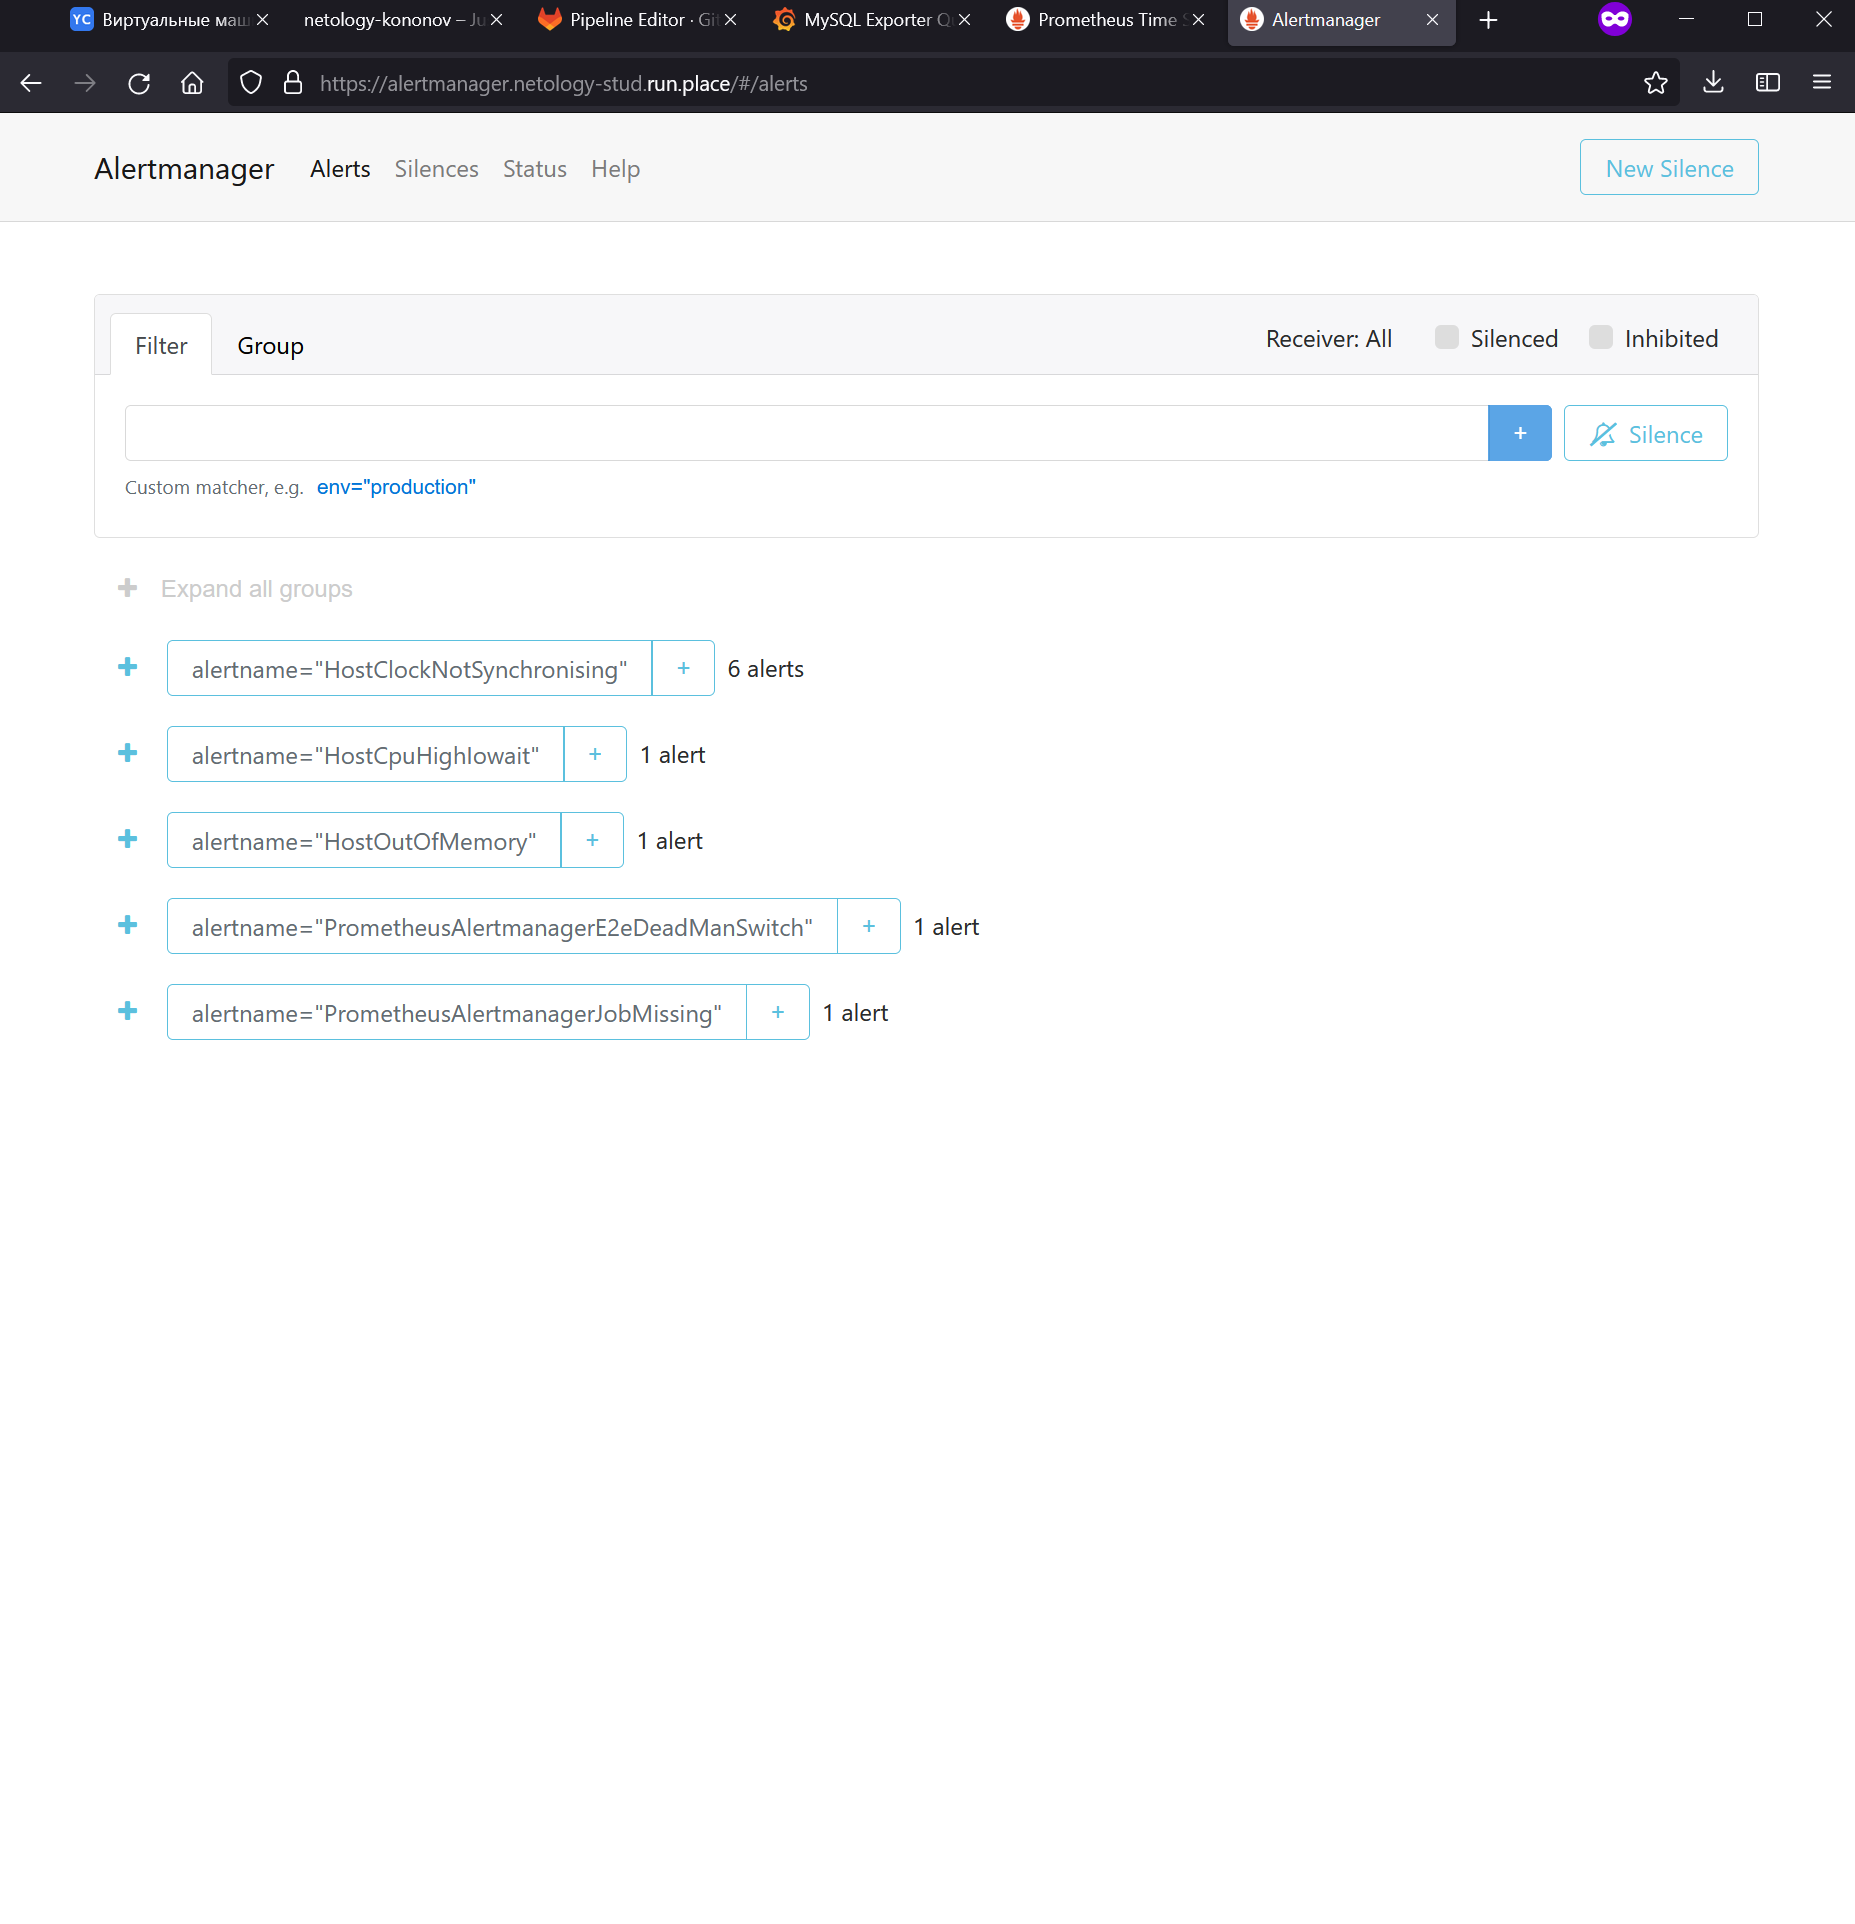 YC Виртуальные маш
netology-kononov – Ju
Pipeline Editor · Git
MySQL Exporter Q
Prometheus Time S
Alertmanager
https://alertmanager.netology-stud.run.place/#/alerts
Alertmanager Alerts Silences Status Help New Silence
Filter Group Receiver: All Silenced Inhibited
+ Silence
Custom matcher, e.g. env="production"
+ Expand all groups
+ alertname="HostClockNotSynchronising" + 6 alerts
+ alertname="HostCpuHighIowait" + 1 alert
+ alertname="HostOutOfMemory" + 1 alert
+ alertname="PrometheusAlertmanagerE2eDeadManSwitch" + 1 alert
+ alertname="PrometheusAlertmanagerJobMissing" + 1 alert